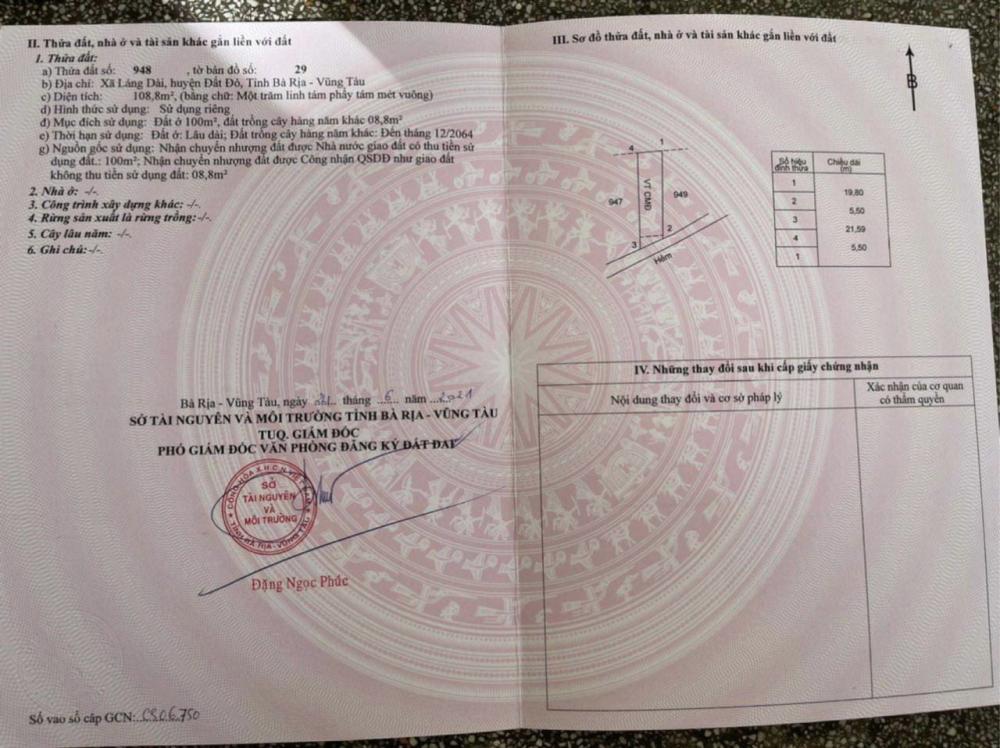 II. Thửa đất, nhà ở và tài sản khác gắn liền với đất
1. Thửa đất:
a) Thửa đất số: 948 , tờ bản đồ số: 29
b) Địa chỉ: Xã Láng Dài, huyện Đất Đỏ, Tỉnh Bà Rịa - Vũng Tàu
c) Diện tích: 108,8m², (bằng chữ: Một trăm linh tám phẩy tám mét vuông)
d) Hình thức sử dụng: Sử dụng riêng
đ) Mục đích sử dụng: Đất ở 100m², đất trồng cây hàng năm khác 08,8m²
e) Thời hạn sử dụng: Đất ở: Lâu dài; Đất trồng cây hàng năm khác: Đến tháng 12/2064
g) Nguồn gốc sử dụng: Nhận chuyển nhượng đất được Nhà nước giao đất có thu tiền sử
dụng đất.: 100m²; Nhận chuyển nhượng đất được Công nhận QSDĐ như giao đất
không thu tiền sử dụng đất: 08,8m²
2. Nhà ở: -/-.
3. Công trình xây dựng khác: -/-.
4. Rừng sản xuất là rừng trồng:-/-.
5. Cây lâu năm: -/-.
6. Ghi chú:-/-.
Bà Rịa - Vũng Tàu, ngày tháng 6 năm 2021
SỞ TÀI NGUYÊN VÀ MÔI TRƯỜNG TỈNH BÀ RỊA - VŨNG TÀU
TUQ. GIÁM ĐỐC
PHÓ GIÁM ĐỐC VĂN PHÒNG ĐĂNG KÝ ĐẤT ĐAI
CỘNG HÒA X.H.C.N VIỆT NAM
SỞ
TÀI NGUYÊN
VÀ
MÔI TRƯỜNG
TỈNH BÀ RỊA - VŨNG TÀU
Đặng Ngọc Phúc
Số vào sổ cấp GCN: CS06750
III. Sơ đồ thửa đất, nhà ở và tài sản khác gắn liền với đất
B
4 1
947 VT CMĐ 949
3 2
Hẻm
Số hiệu đỉnh thửa Chiều dài (m)
1
19,80
2
5,50
3
21,59
4
5,50
1
IV. Những thay đổi sau khi cấp giấy chứng nhận
Nội dung thay đổi và cơ sở pháp lý
Xác nhận của cơ quan
có thẩm quyền